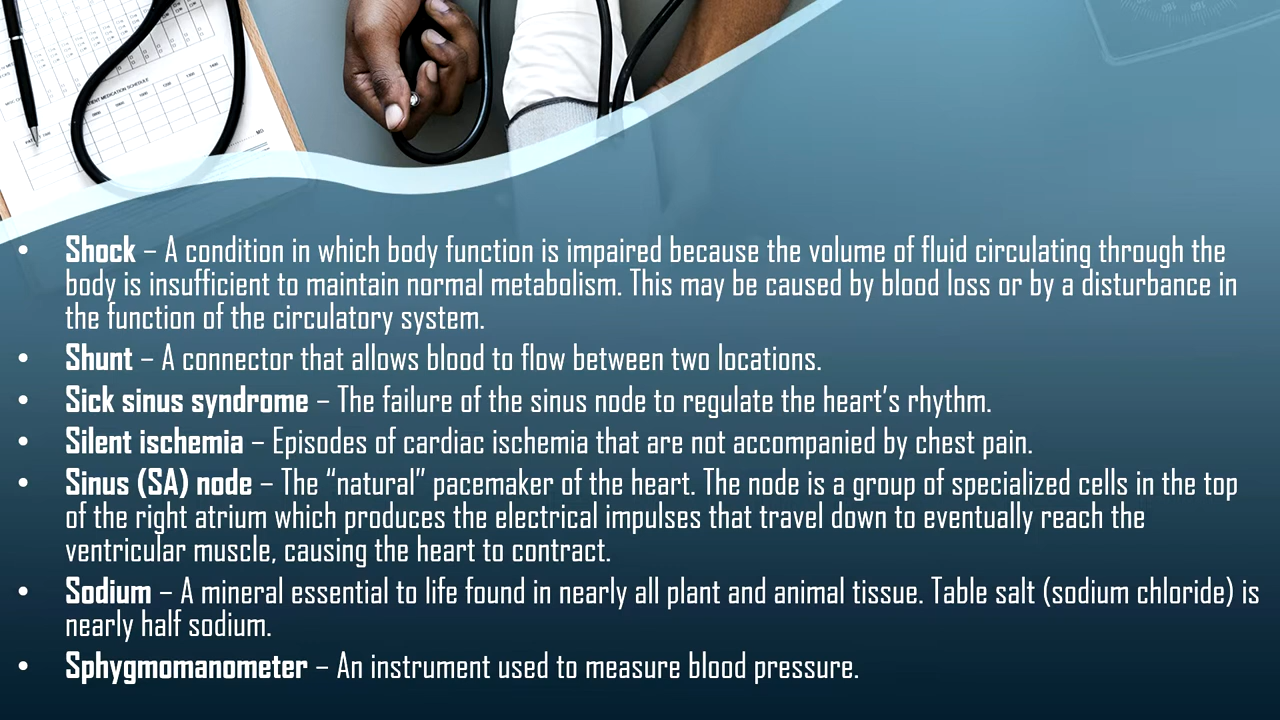 PATIENT MEDICATION SCHEDULE
MO
• Shock – A condition in which body function is impaired because the volume of fluid circulating through the
body is insufficient to maintain normal metabolism. This may be caused by blood loss or by a disturbance in
the function of the circulatory system.
• Shunt – A connector that allows blood to flow between two locations.
• Sick sinus syndrome – The failure of the sinus node to regulate the heart’s rhythm.
• Silent ischemia – Episodes of cardiac ischemia that are not accompanied by chest pain.
• Sinus (SA) node – The “natural” pacemaker of the heart. The node is a group of specialized cells in the top
of the right atrium which produces the electrical impulses that travel down to eventually reach the
ventricular muscle, causing the heart to contract.
• Sodium – A mineral essential to life found in nearly all plant and animal tissue. Table salt (sodium chloride) is
nearly half sodium.
• Sphygmomanometer – An instrument used to measure blood pressure.